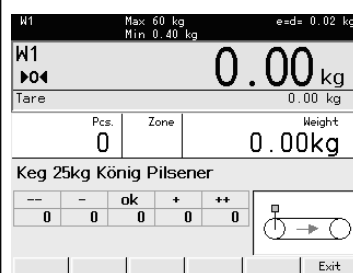 W1 Max 60 kg e=d= 0.02 kg
Min 0.40 kg
W1
0.00 kg
▸0◂
Tare 0.00 kg
Pcs. Zone Weight
0 0.00kg
Keg 25kg König Pilsener
-- - ok + ++
0 0 0 0 0
Exit